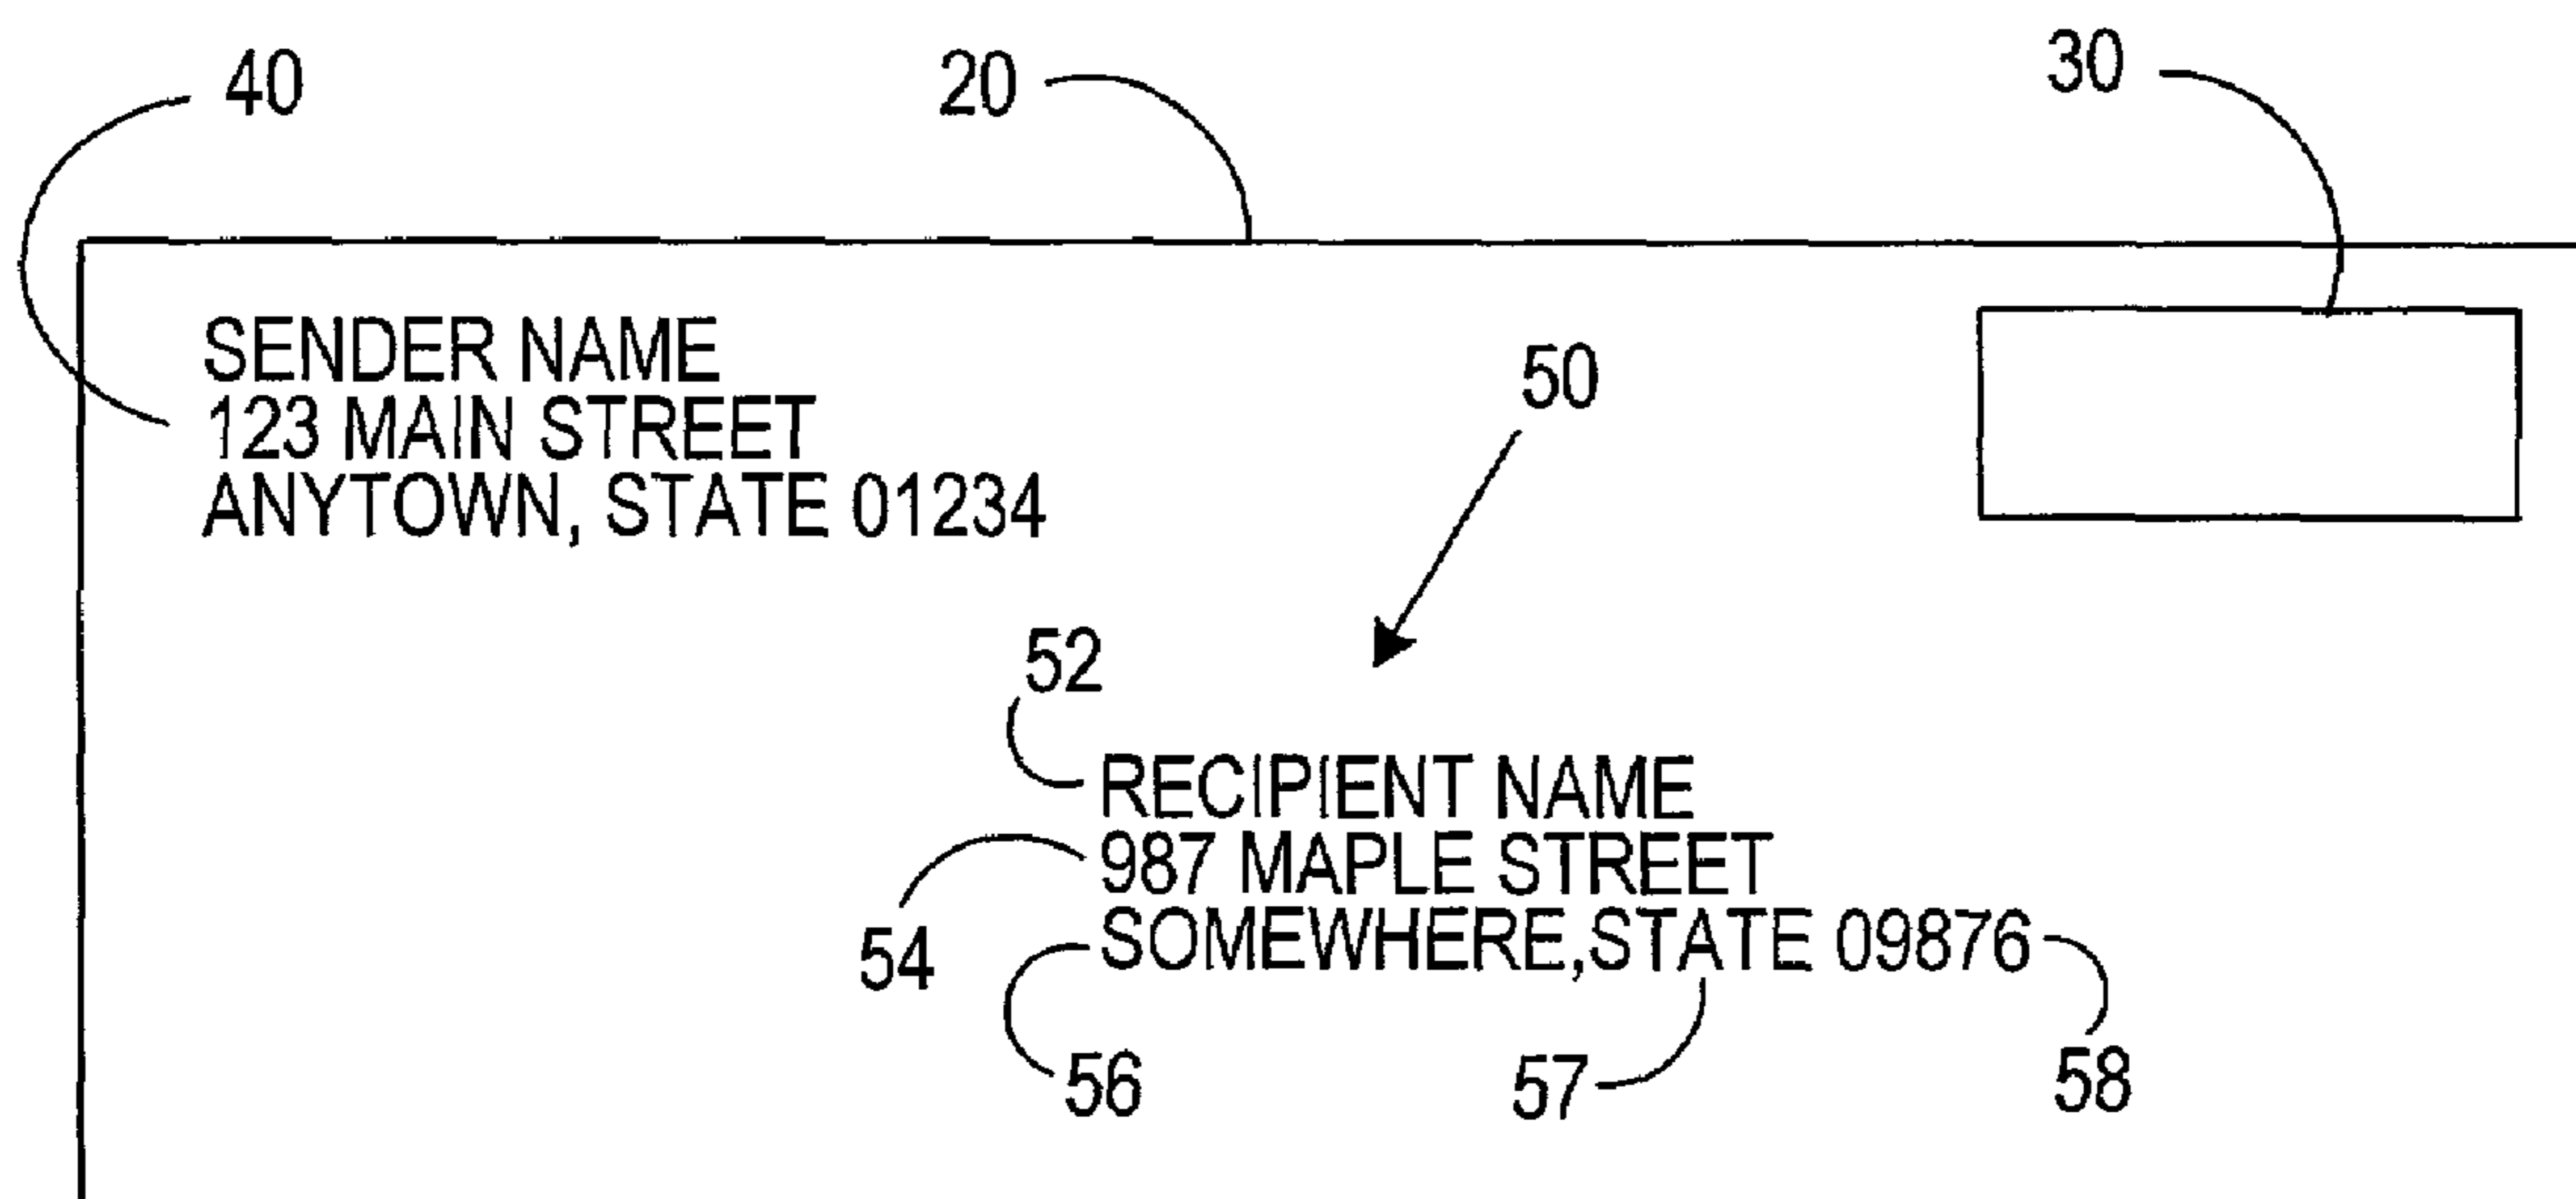 40
20
30
SENDER NAME
123 MAIN STREET
ANYTOWN, STATE 01234
50
52
RECIPIENT NAME
987 MAPLE STREET
SOMEWHERE,STATE 09876
54
56
57
58